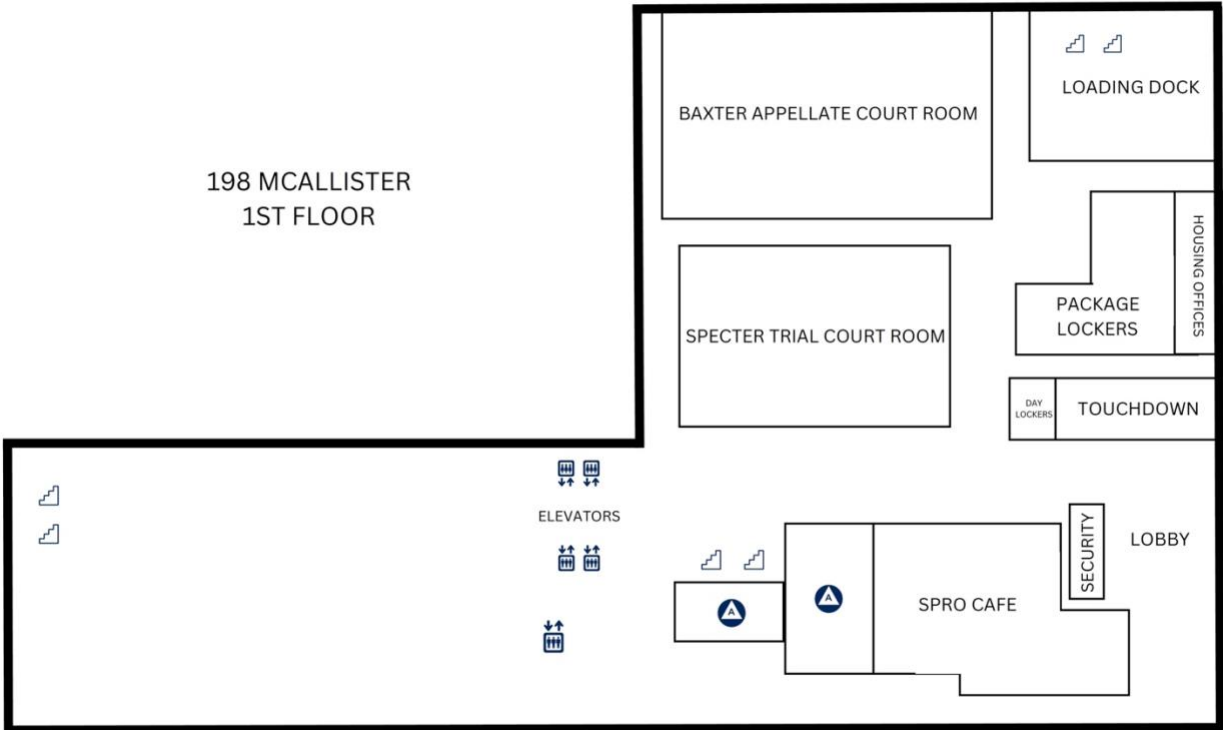 198 MCALLISTER
1ST FLOOR
BAXTER APPELLATE COURT ROOM
LOADING DOCK
HOUSING OFFICES
PACKAGE
LOCKERS
SPECTER TRIAL COURT ROOM
DAY
LOCKERS
TOUCHDOWN
ELEVATORS
SECURITY
LOBBY
SPRO CAFE
A
A